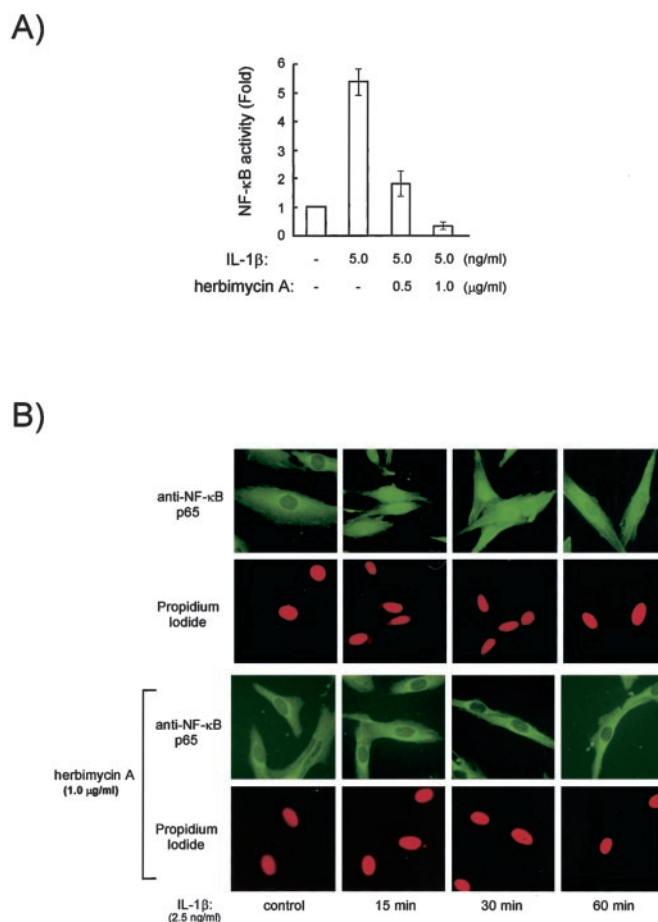 A)
NF-κB activity (Fold)
6
5
4
3
2
1
0
IL-1β: - 5.0 5.0 5.0 (ng/ml)
herbimycin A: - - 0.5 1.0 (μg/ml)
B)
anti-NF-κB
p65
Propidium
Iodide
anti-NF-κB
p65
herbimycin A
(1.0 μg/ml)
Propidium
Iodide
IL-1β: control 15 min 30 min 60 min
(2.5 ng/ml)